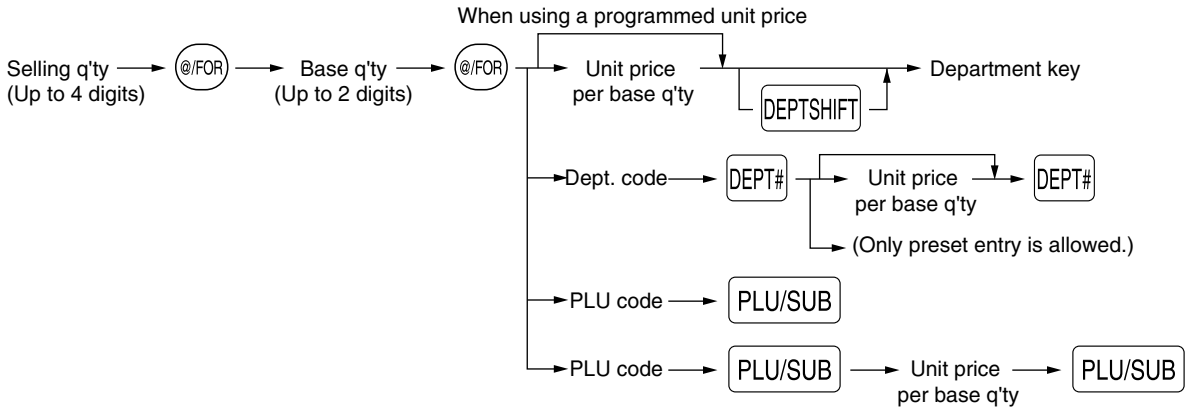 When using a programmed unit price
Selling q'ty
(Up to 4 digits)
@/FOR
Base q'ty
(Up to 2 digits)
@/FOR
Unit price
per base q'ty
DEPTSHIFT
Department key
Dept. code
DEPT#
Unit price
per base q'ty
DEPT#
(Only preset entry is allowed.)
PLU code
PLU/SUB
PLU code
PLU/SUB
Unit price
per base q'ty
PLU/SUB